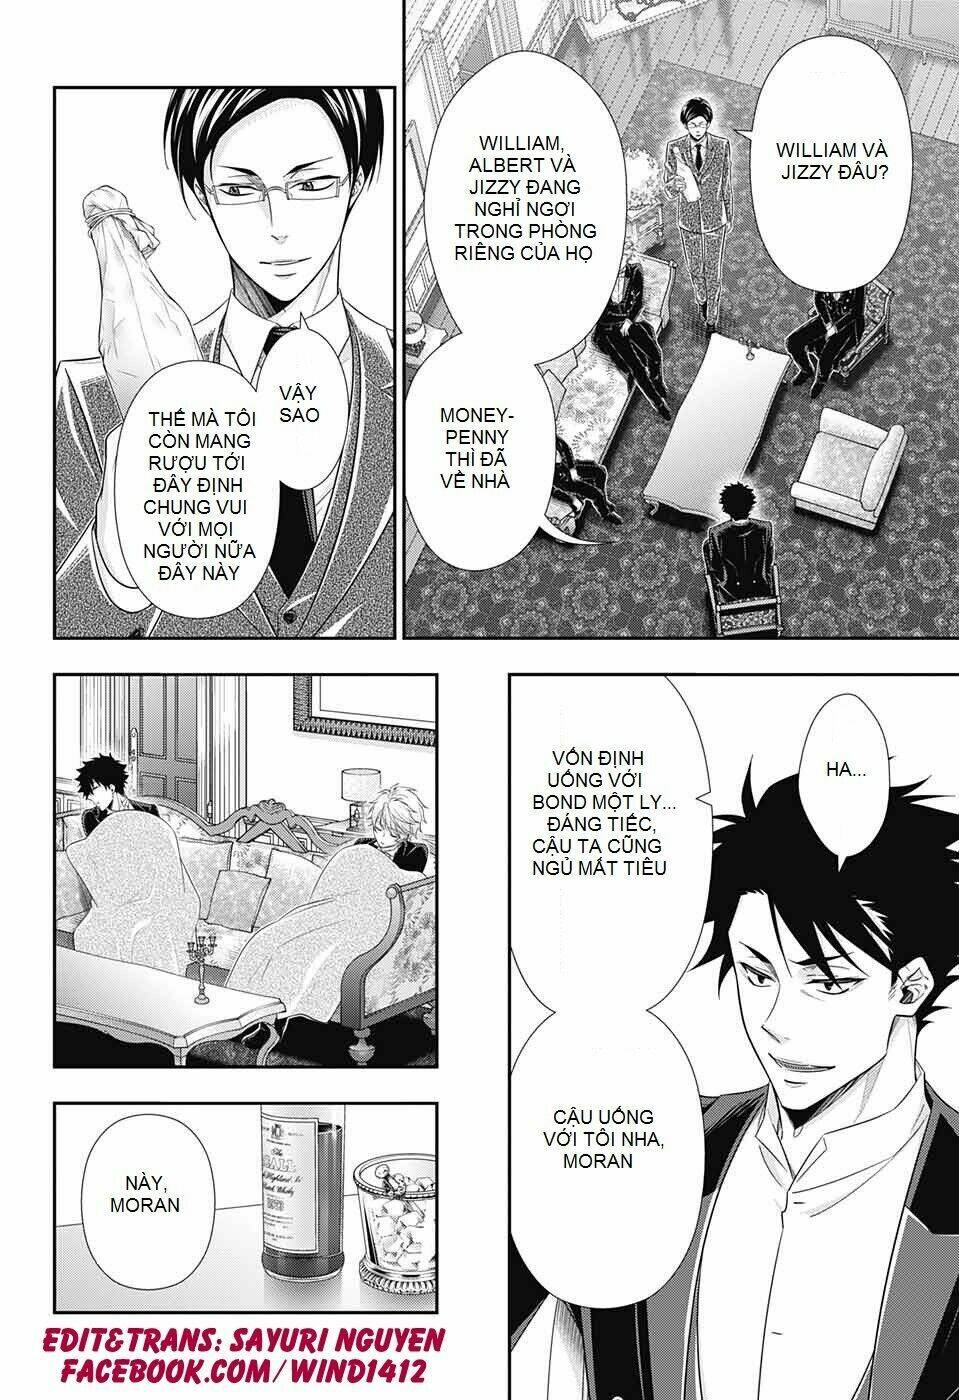 WILLIAM VÀ
JIZZY ĐÂU?
WILLIAM,
ALBERT VÀ
JIZZY ĐANG
NGHỈ NGƠI
TRONG PHÒNG
RIÊNG CỦA HỌ
MONEY-
PENNY
THÌ ĐÃ
VỀ NHÀ
VẬY
SAO
THẾ MÀ TÔI
CÒN MANG
RƯỢU TỚI
ĐÂY ĐỊNH
CHUNG VUI
VỚI MỌI
NGƯỜI NỮA
ĐÂY NÀY
HA...
VỐN ĐỊNH
UỐNG VỚI
BOND MỘT LY...
ĐÁNG TIẾC,
CẬU TA CŨNG
NGỦ MẤT TIÊU
CẬU UỐNG
VỚI TÔI NHA,
MORAN
NÀY,
MORAN
EDIT&TRANS: SAYURI NGUYEN
FACEBOOK.COM/WIND1412